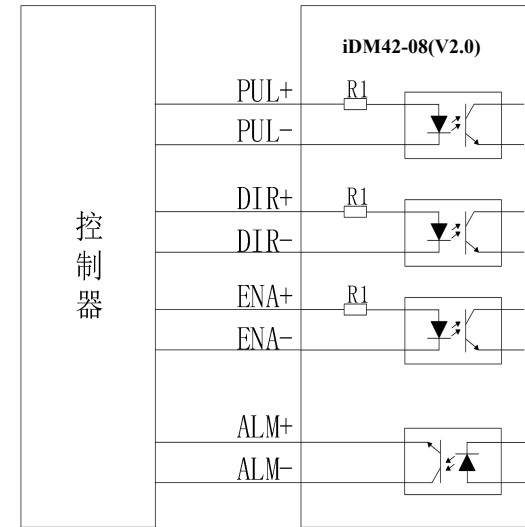 iDM42-08(V2.0)
PUL+
R1
PUL-
DIR+
R1
DIR-
控制器
ENA+
R1
ENA-
ALM+
ALM-